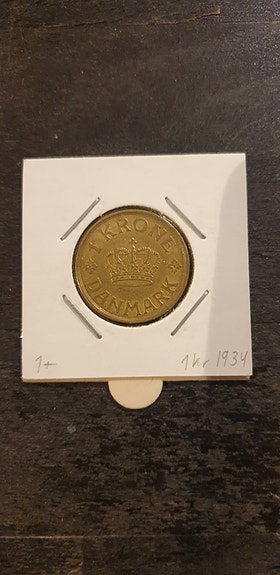 1 KRONE
DANMARK
1+ 1 kr 1934